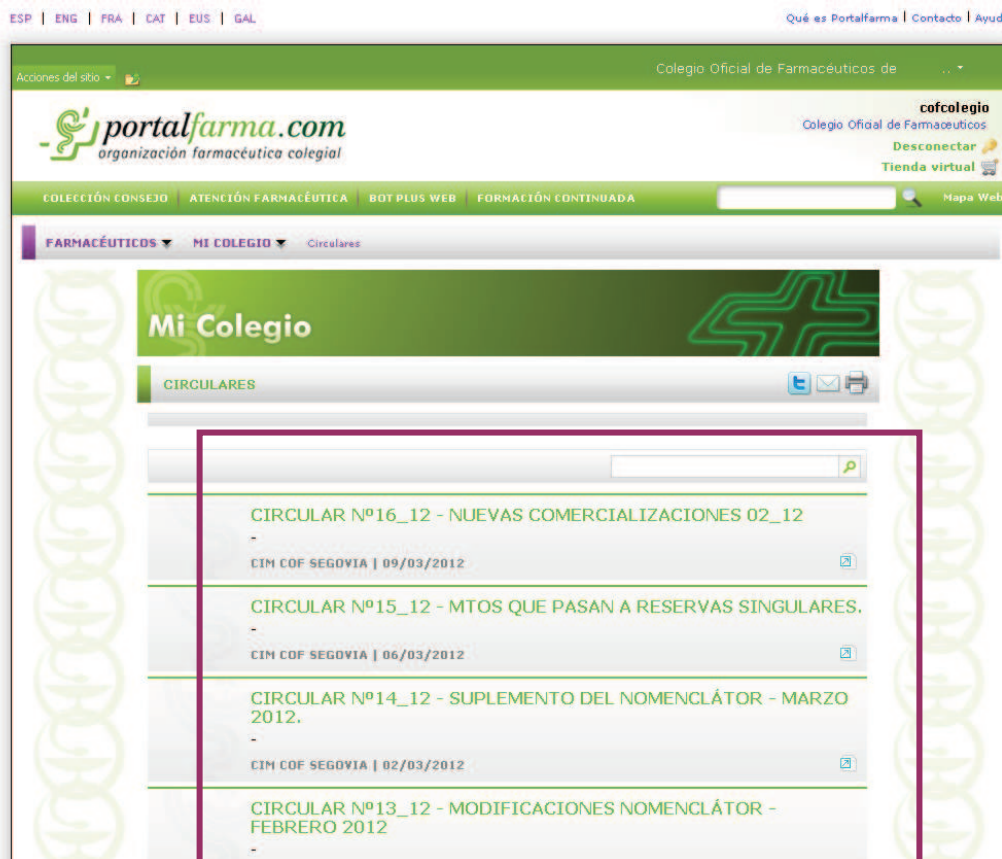 ESP | ENG | FRA | CAT | EUS | GAL
Qué es Portalfarma | Contacto | Ayud
Acciones del sitio
Colegio Oficial de Farmacéuticos de ..
portalfarma.com
organización farmacéutica colegial
cofcolegio
Colegio Oficial de Farmaceuticos
Desconectar
Tienda virtual
COLECCIÓN CONSEJO | ATENCIÓN FARMACÉUTICA | BOT PLUS WEB | FORMACIÓN CONTINUADA
Mapa Web
FARMACÉUTICOS MI COLEGIO Circulares
Mi Colegio
CIRCULARES
CIRCULAR Nº16_12 - NUEVAS COMERCIALIZACIONES 02_12
-
CIM COF SEGOVIA | 09/03/2012
CIRCULAR Nº15_12 - MTOS QUE PASAN A RESERVAS SINGULARES.
-
CIM COF SEGOVIA | 06/03/2012
CIRCULAR Nº14_12 - SUPLEMENTO DEL NOMENCLÁTOR - MARZO
2012.
-
CIM COF SEGOVIA | 02/03/2012
CIRCULAR Nº13_12 - MODIFICACIONES NOMENCLÁTOR -
FEBRERO 2012
-